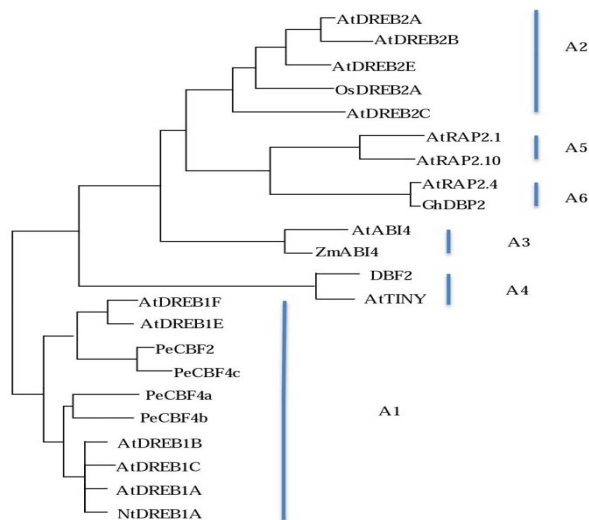 AtDREB2A
AtDREB2B
A2
AtDREB2E
OsDREB2A
AtDREB2C
AtRAP2.1
A5
AtRAP2.10
AtRAP2.4
A6
GhDBP2
AtABI4
A3
ZmABI4
DBF2
A4
AtTINY
AtDREB1F
AtDREB1E
PeCBF2
PeCBF4c
PeCBF4a
A1
PeCBF4b
AtDREB1B
AtDREB1C
AtDREB1A
NtDREB1A